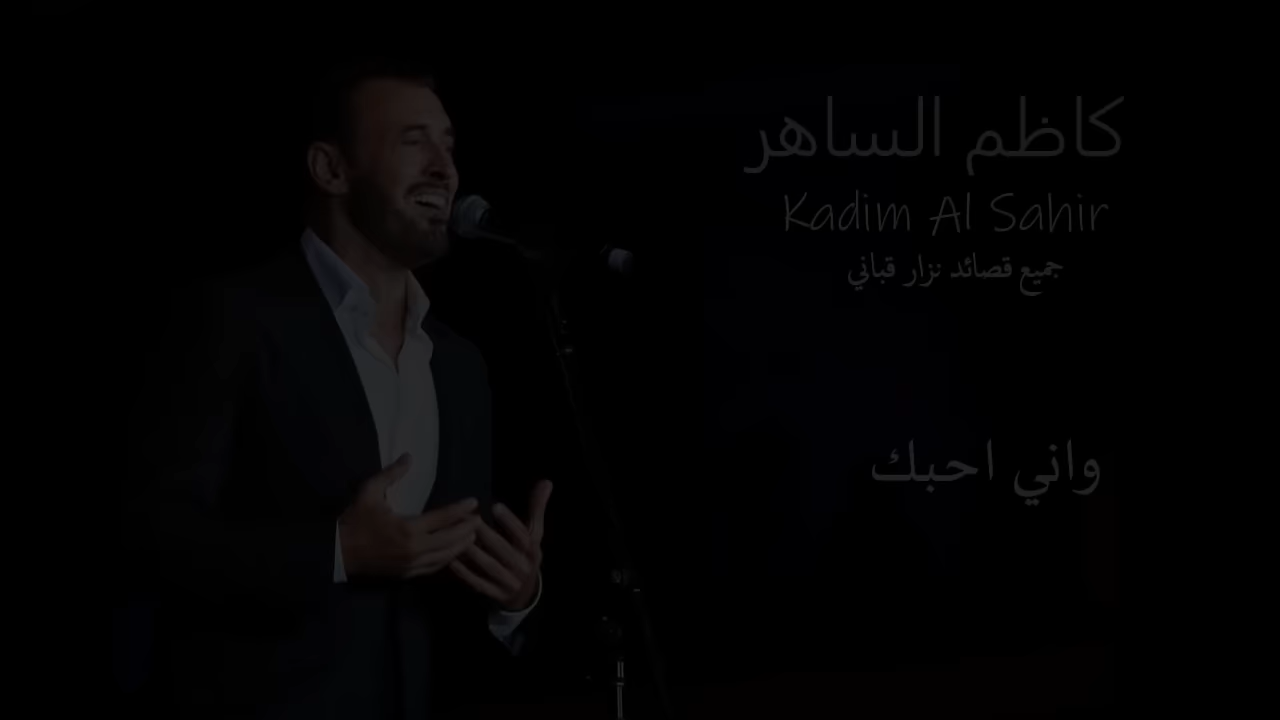 كاظم الساهر
Kadim Al Sahir
جميع قصائد نزار قباني
واني احبك